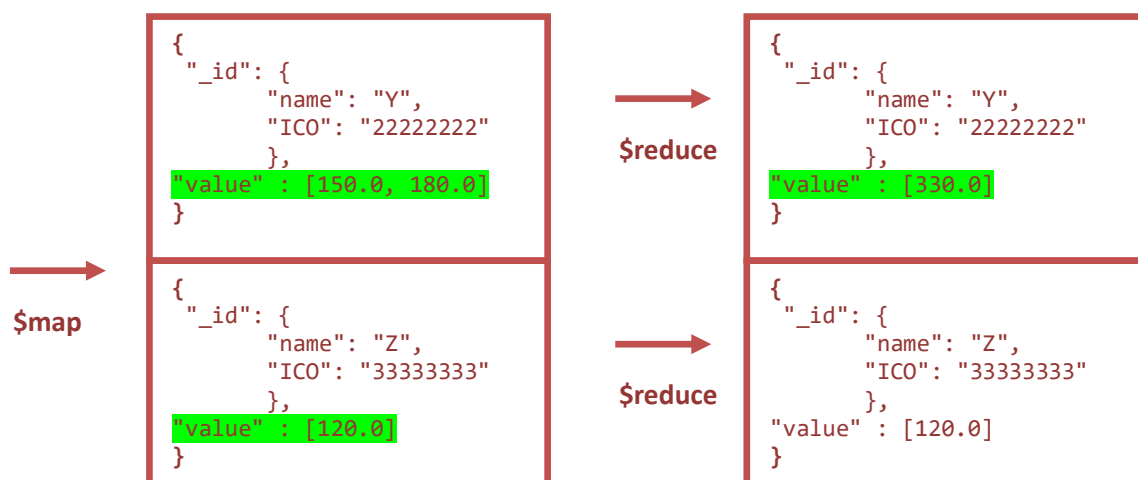 {
"_id": {
"name": "Y",
"ICO": "22222222"
},
"value" : [150.0, 180.0]
}
$reduce
{
"_id": {
"name": "Y",
"ICO": "22222222"
},
"value" : [330.0]
}
$map
{
"_id": {
"name": "Z",
"ICO": "33333333"
},
"value" : [120.0]
}
$reduce
{
"_id": {
"name": "Z",
"ICO": "33333333"
},
"value" : [120.0]
}